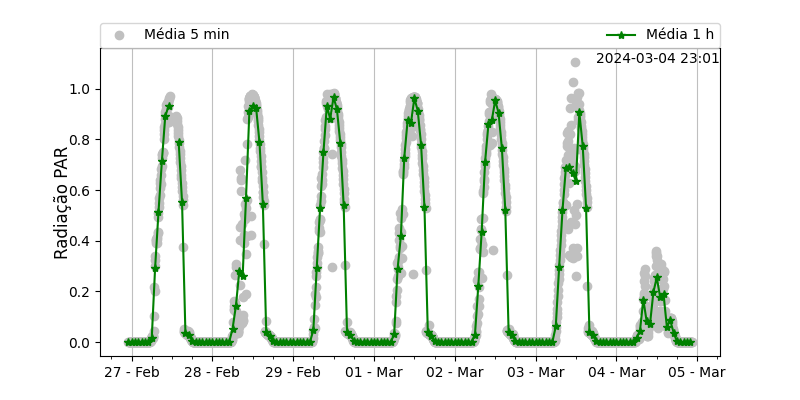 Média 5 min
Média 1 h
2024-03-04 23:01
Radiação PAR
1.0
0.8
0.6
0.4
0.2
0.0
27 - Feb
28 - Feb
29 - Feb
01 - Mar
02 - Mar
03 - Mar
04 - Mar
05 - Mar